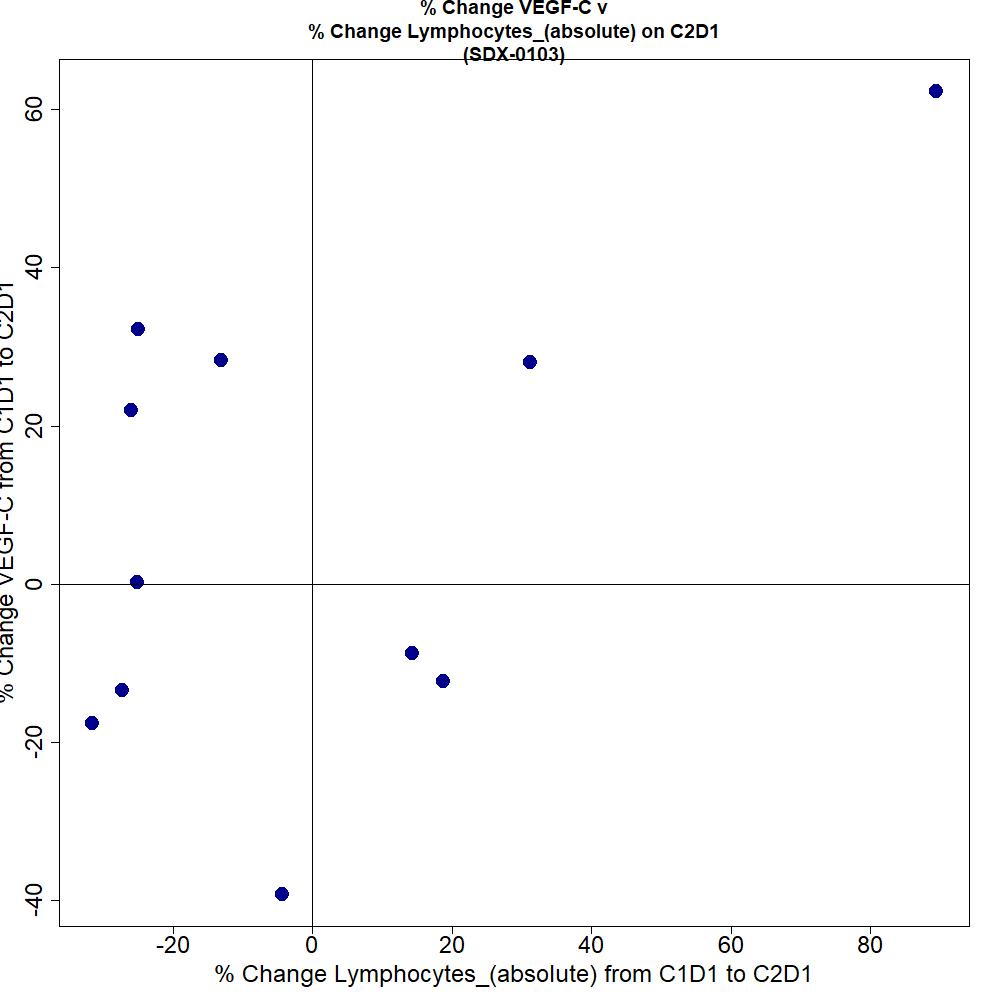 % Change VEGF-C v
% Change Lymphocytes_(absolute) on C2D1
(SDX-0103)
60
40
20
0
-20
-40
% Change VEGF-C from C1D1 to C2D1
-20
0
20
40
60
80
% Change Lymphocytes_(absolute) from C1D1 to C2D1